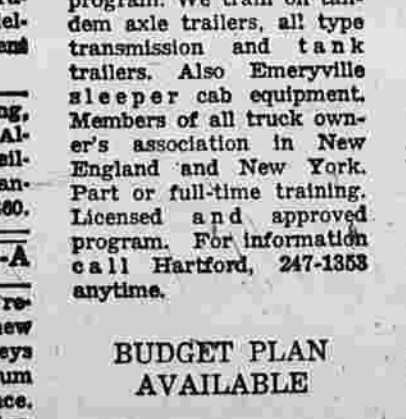 program. We train on tan-
dem axle trailers, all type
transmission and tank
trailers. Also Emeryville
sleeper cab equipment.
Members of all truck own-
er's association in New
England and New York.
Part or full-time training.
Licensed and approved
program. For information
call Hartford, 247-1353
anytime.
BUDGET PLAN
AVAILABLE